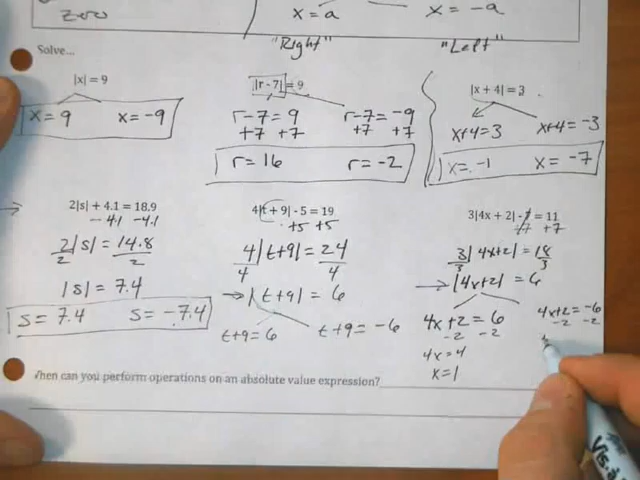 zero
x = a
x = -a
"Right"
"Left"
Solve...
|x| = 9
x = 9
x = -9
|r - 7| = 9
r-7 = 9
r-7 = -9
+7 +7
+7 +7
r = 16
r = -2
|x + 4| = 3
x+4 = 3
x+4 = -3
x = -1
x = -7
2|s| + 4.1 = 18.9
-4.1 -4.1
2|s| = 14.8
2
2
|s| = 7.4
s = 7.4
s = -7.4
4|t + 9| - 5 = 19
+5 +5
4|t+9| = 24
4
4
|t+9| = 6
t+9 = 6
t+9 = -6
3|4x + 2| - 7 = 11
+7 +7
3|4x+2| = 18
3
3
|4x+2| = 6
4x+2 = 6
-2 -2
4x = 4
x = 1
4x+2 = -6
-2 -2
When can you perform operations on an absolute value expression?